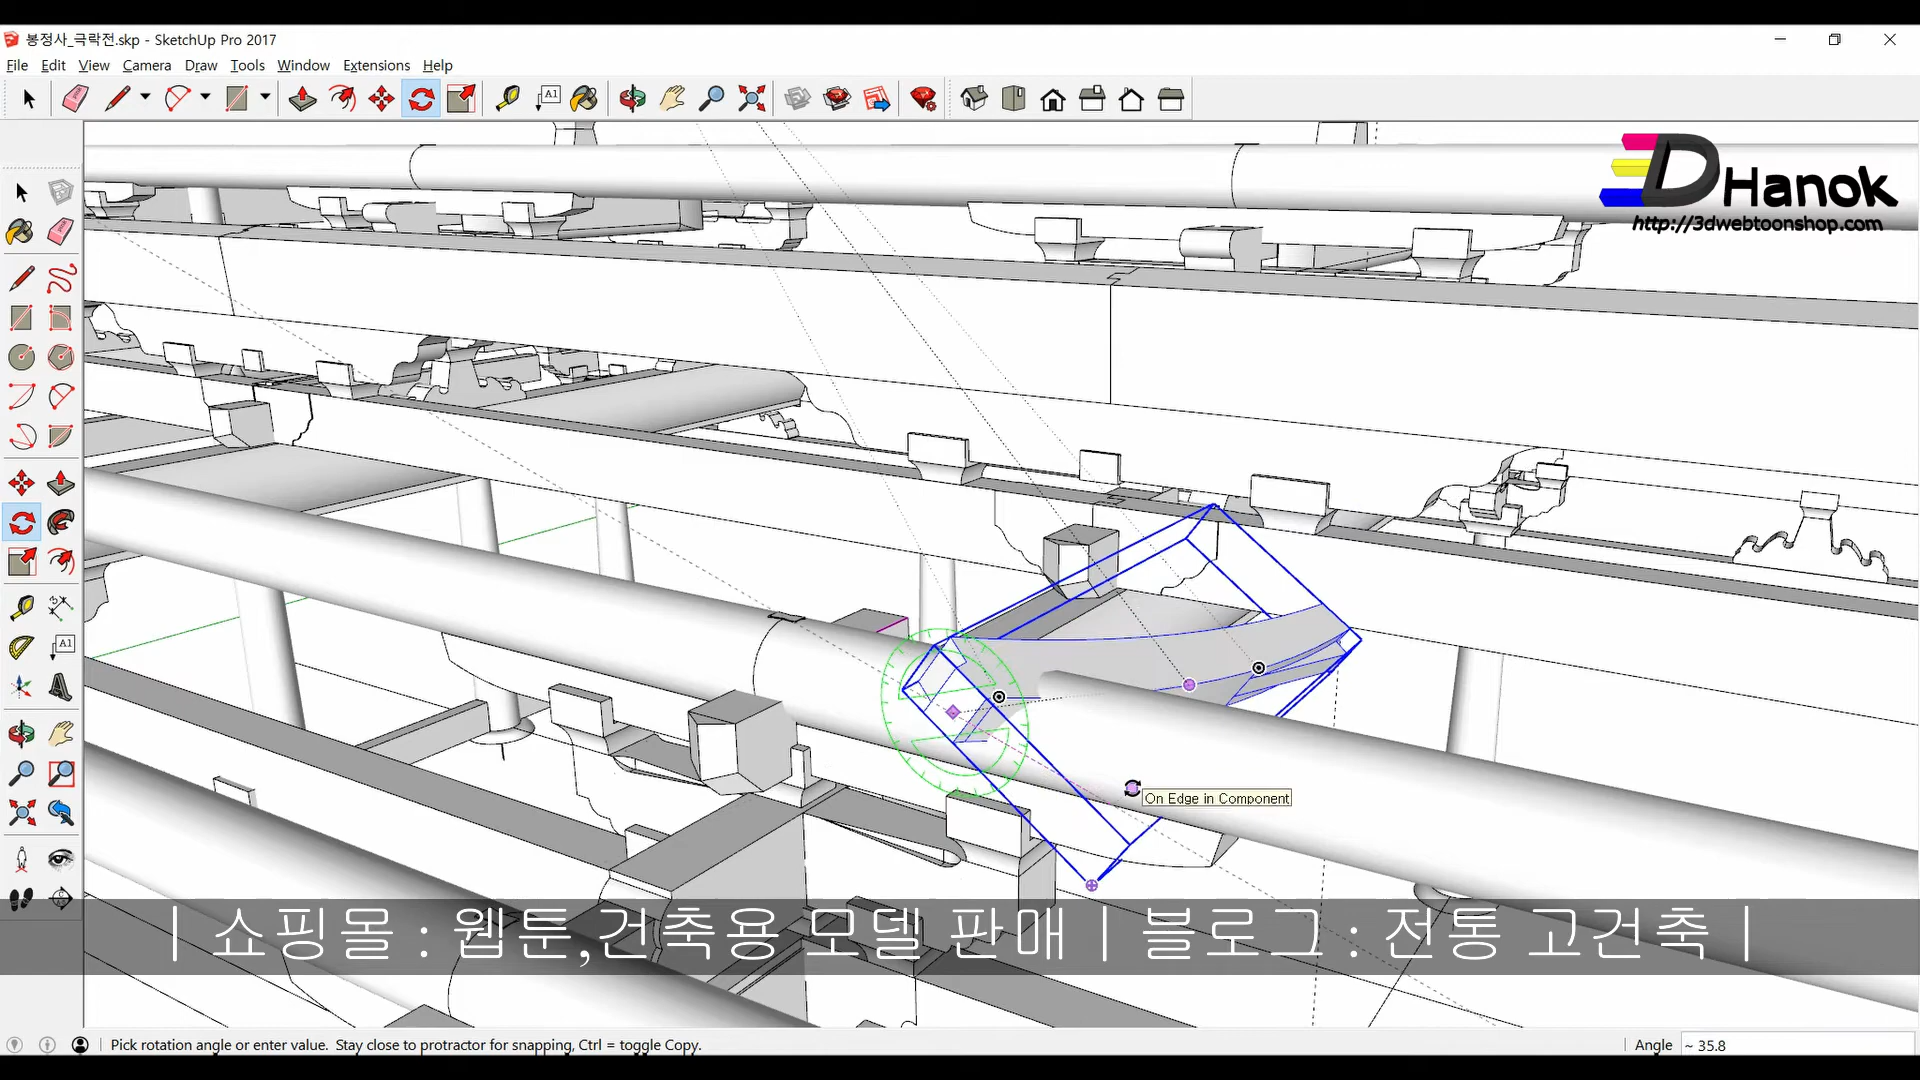 봉정사_극락전.skp - SketchUp Pro 2017
File Edit View Camera Draw Tools Window Extensions Help
A1
DHanok
http://3dwebtoonshop.com
A1
On Edge in Component
| 쇼핑몰 : 웹툰,건축용 모델 판매 | 블로그 : 전통 고건축 |
Pick rotation angle or enter value. Stay close to protractor for snapping, Ctrl = toggle Copy.
Angle ~ 35.8